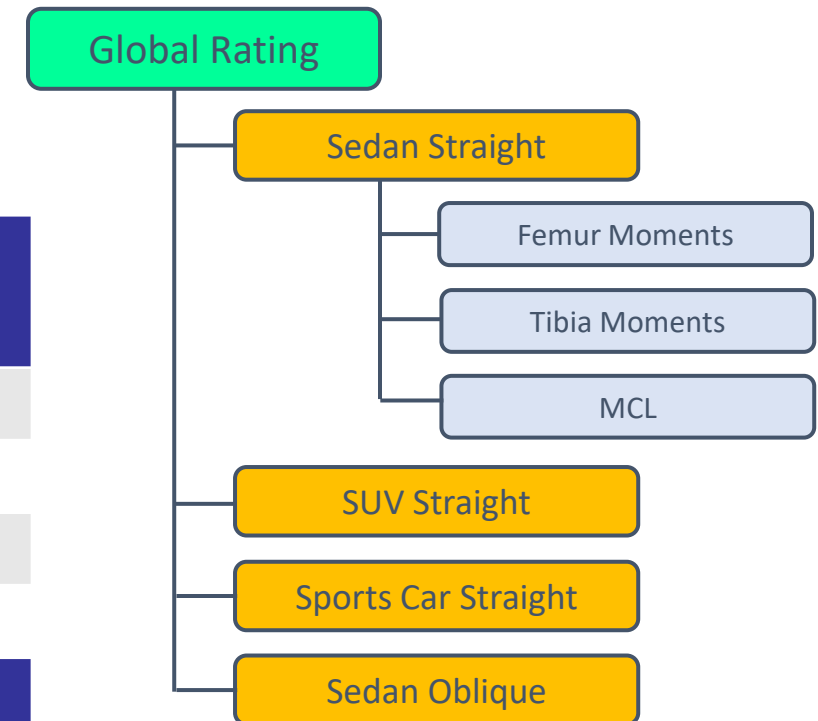 Global Rating
Sedan Straight
Femur Moments
Tibia Moments
MCL
SUV Straight
Sports Car Straight
Sedan Oblique